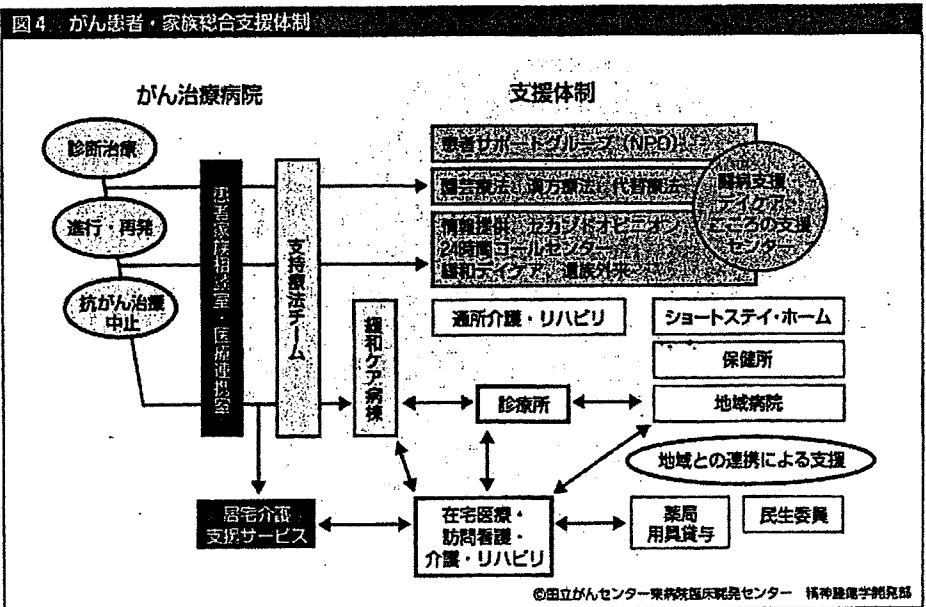 図4 がん患者・家族総合支援体制
がん治療病院
支援体制
診断治療
進行・再発
抗がん治療
中止
患者家族相談室・医療連携室
支持療法チーム
緩和ケア病棟
患者サポートグループ(NPO)
園芸療法、漢方療法、代替療法
情報提供、セカンドオピニオン
24時間コールセンター
緩和デイケア、遺族外来
闘病支援
デイケア
こころの支援
センター
通所介護・リハビリ
ショートステイ・ホーム
保健所
診療所
地域病院
地域との連携による支援
居宅介護
支援サービス
在宅医療・
訪問看護・
介護・リハビリ
薬局
用具貸与
民生委員
©国立がんセンター東病院臨床開発センター 精神腫瘍学開発部